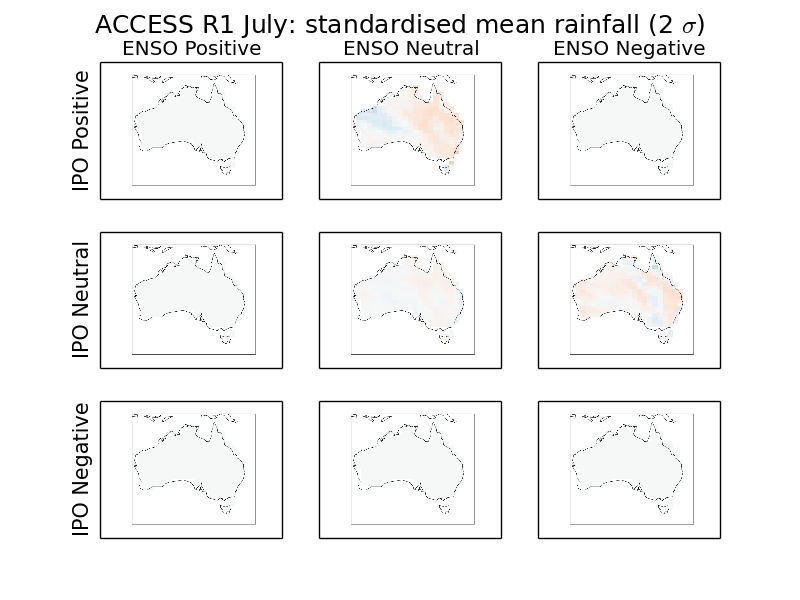 ACCESS R1 July: standardised mean rainfall (2 σ)
ENSO Positive ENSO Neutral ENSO Negative
IPO Positive
IPO Neutral
IPO Negative